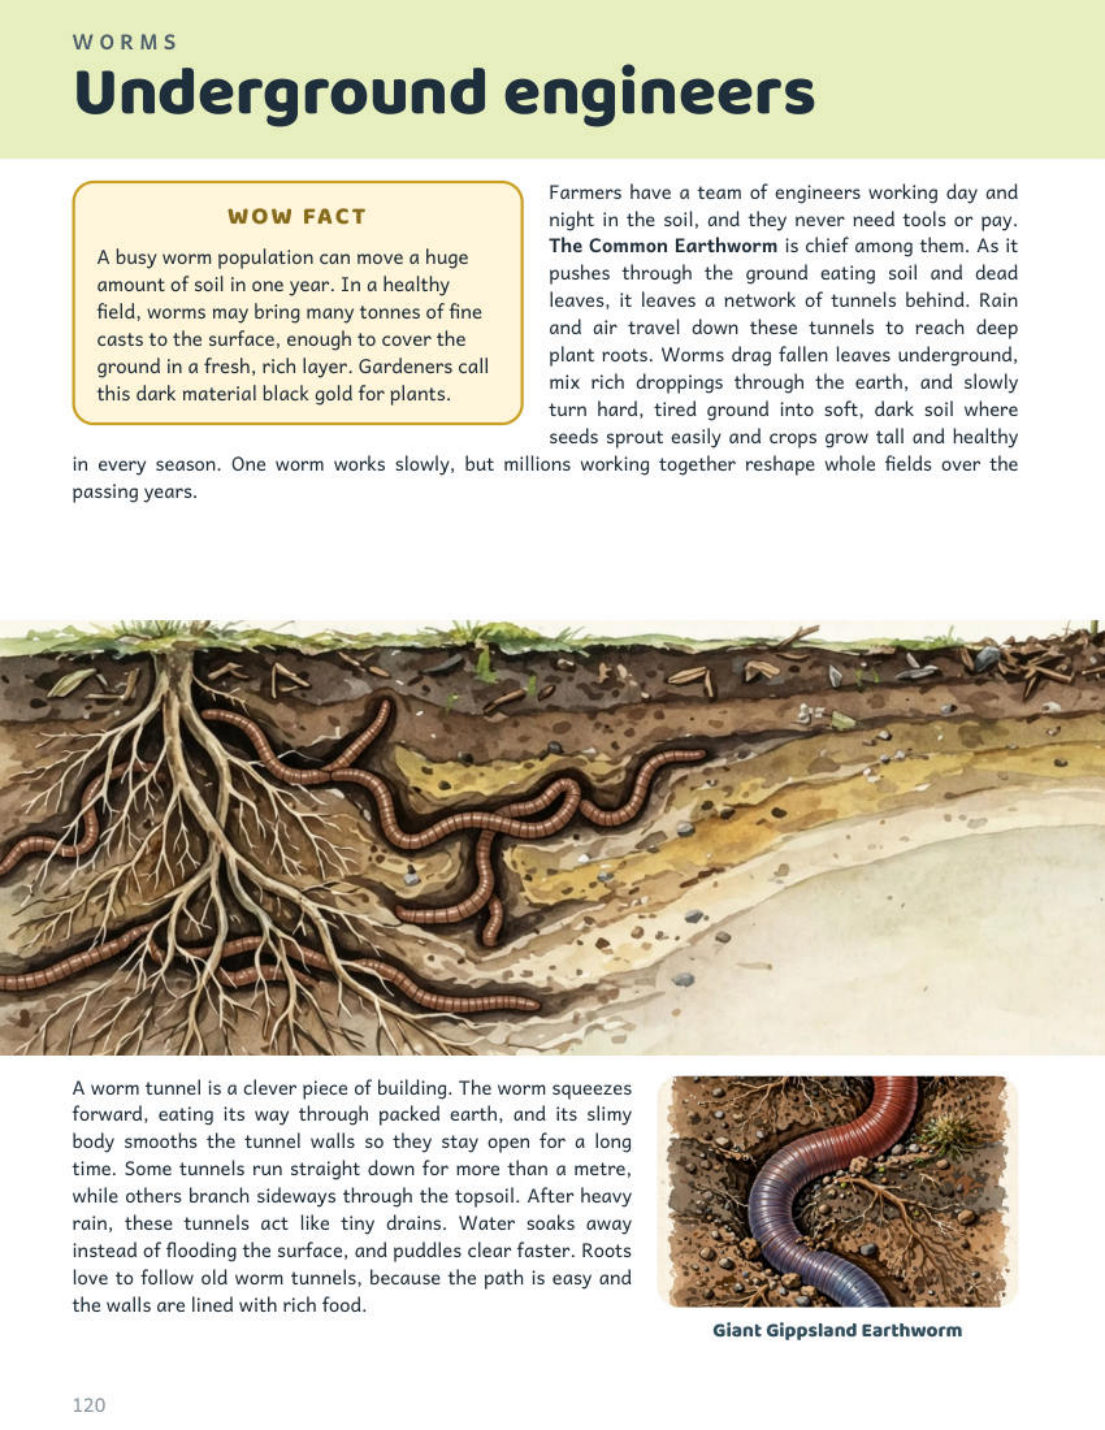 WORMS
Underground engineers
WOW FACT
A busy worm population can move a huge
amount of soil in one year. In a healthy
field, worms may bring many tonnes of fine
casts to the surface, enough to cover the
ground in a fresh, rich layer. Gardeners call
this dark material black gold for plants.
Farmers have a team of engineers working day and
night in the soil, and they never need tools or pay.
The Common Earthworm is chief among them. As it
pushes through the ground eating soil and dead
leaves, it leaves a network of tunnels behind. Rain
and air travel down these tunnels to reach deep
plant roots. Worms drag fallen leaves underground,
mix rich droppings through the earth, and slowly
turn hard, tired ground into soft, dark soil where
seeds sprout easily and crops grow tall and healthy
in every season. One worm works slowly, but millions working together reshape whole fields over the
passing years.
A worm tunnel is a clever piece of building. The worm squeezes
forward, eating its way through packed earth, and its slimy
body smooths the tunnel walls so they stay open for a long
time. Some tunnels run straight down for more than a metre,
while others branch sideways through the topsoil. After heavy
rain, these tunnels act like tiny drains. Water soaks away
instead of flooding the surface, and puddles clear faster. Roots
love to follow old worm tunnels, because the path is easy and
the walls are lined with rich food.
Giant Gippsland Earthworm
120